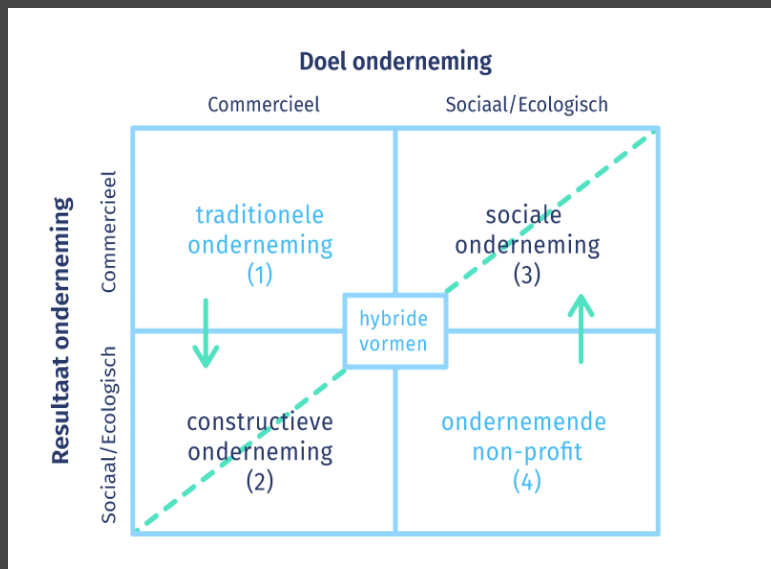 Doel onderneming
Commercieel
Sociaal/Ecologisch
Resultaat onderneming
Commercieel
Sociaal/Ecologisch
traditionele
onderneming
(1)
sociale
onderneming
(3)
hybride
vormen
constructieve
onderneming
(2)
ondernemende
non-profit
(4)